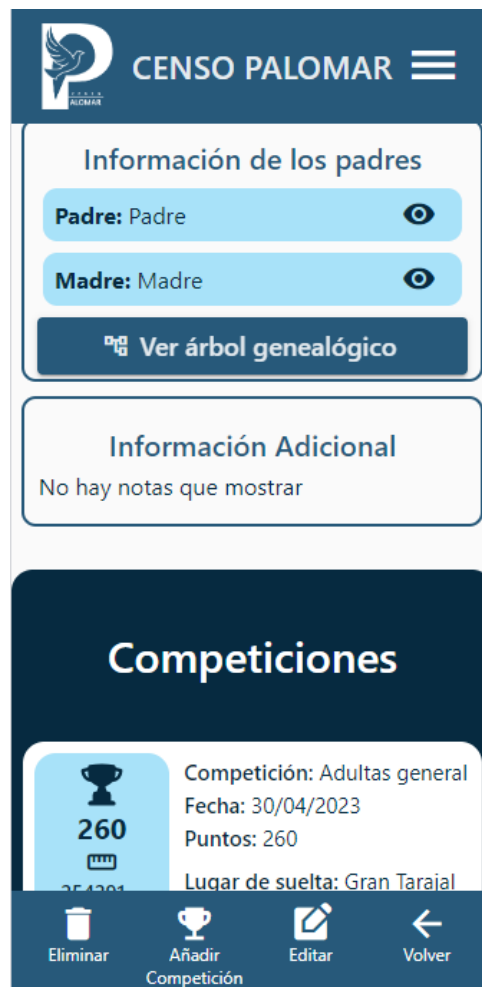 PALOMAR
CENSO PALOMAR
Información de los padres
Padre: Padre
Madre: Madre
Ver árbol genealógico
Información Adicional
No hay notas que mostrar
Competiciones
260
Competición: Adultas general
Fecha: 30/04/2023
Puntos: 260
Lugar de suelta: Gran Tarajal
Eliminar
Añadir
Competición
Editar
Volver